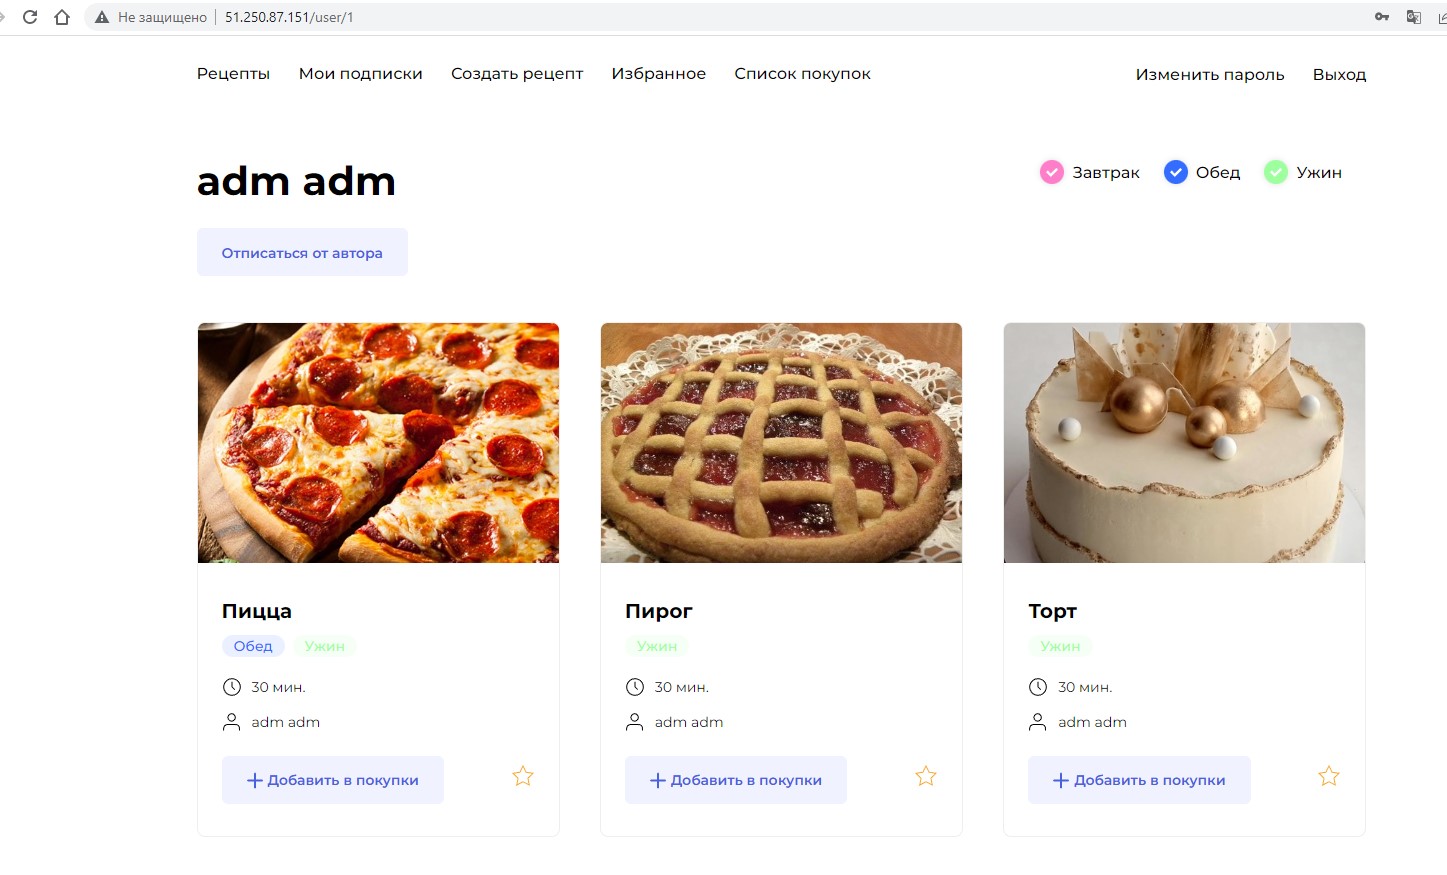 Не защищено 51.250.87.151/user/1
Рецепты Мои подписки Создать рецепт Избранное Список покупок Изменить пароль Выход
adm adm
Завтрак Обед Ужин
Отписаться от автора
Пицца
Обед Ужин
30 мин.
adm adm
Добавить в покупки
Пирог
Ужин
30 мин.
adm adm
Добавить в покупки
Торт
Ужин
30 мин.
adm adm
Добавить в покупки